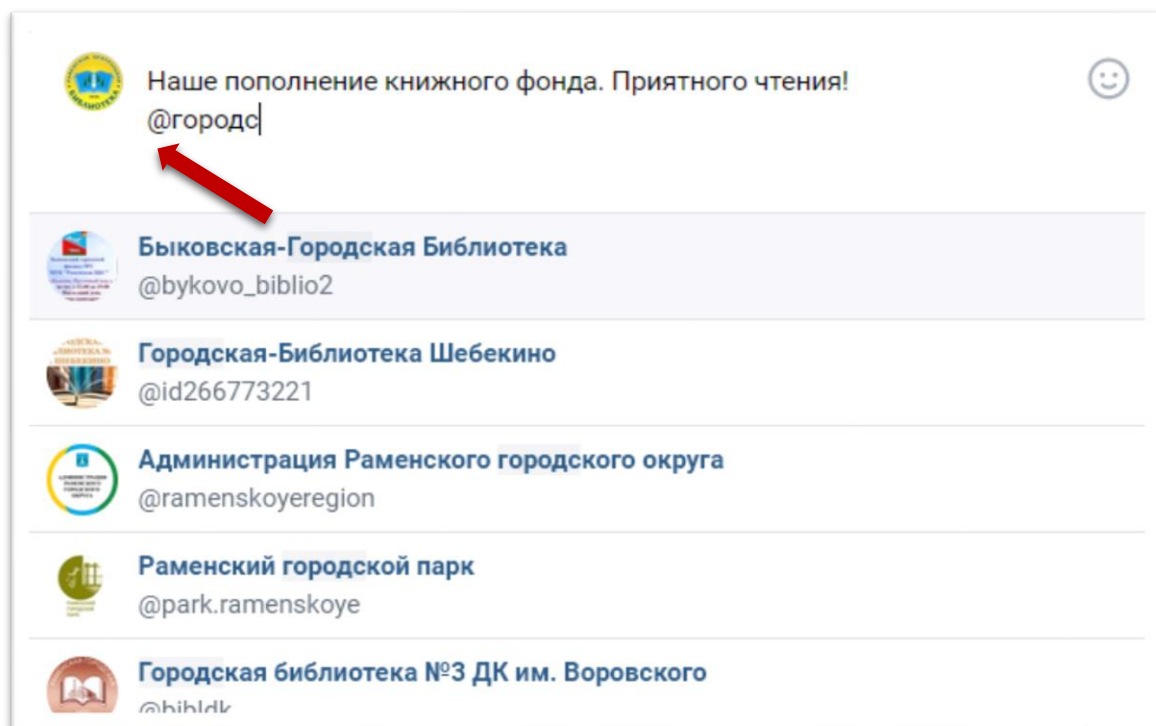 Наше пополнение книжного фонда. Приятного чтения!
@городс
Быковская-Городская Библиотека
@bykovo_biblio2
Городская-Библиотека Шебекино
@id266773221
Администрация Раменского городского округа
@ramenskoyeregion
Раменский городской парк
@park.ramenskoye
Городская библиотека №3 ДК им. Воровского
@bibldk